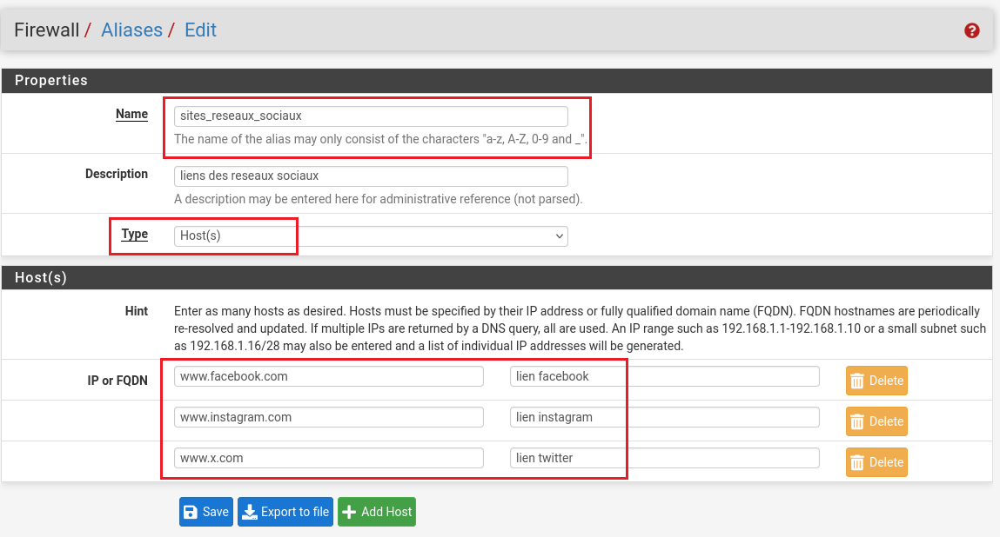 Firewall / Aliases / Edit
Properties
Name
sites_reseaux_sociaux
The name of the alias may only consist of the characters "a-z, A-Z, 0-9 and _".
Description
liens des reseaux sociaux
A description may be entered here for administrative reference (not parsed).
Type
Host(s)
Host(s)
Hint
Enter as many hosts as desired. Hosts must be specified by their IP address or fully qualified domain name (FQDN). FQDN hostnames are periodically
re-resolved and updated. If multiple IPs are returned by a DNS query, all are used. An IP range such as 192.168.1.1-192.168.1.10 or a small subnet such
as 192.168.1.16/28 may also be entered and a list of individual IP addresses will be generated.
IP or FQDN www.facebook.com lien facebook Delete
www.instagram.com lien instagram Delete
www.x.com lien twitter Delete
Save Export to file Add Host